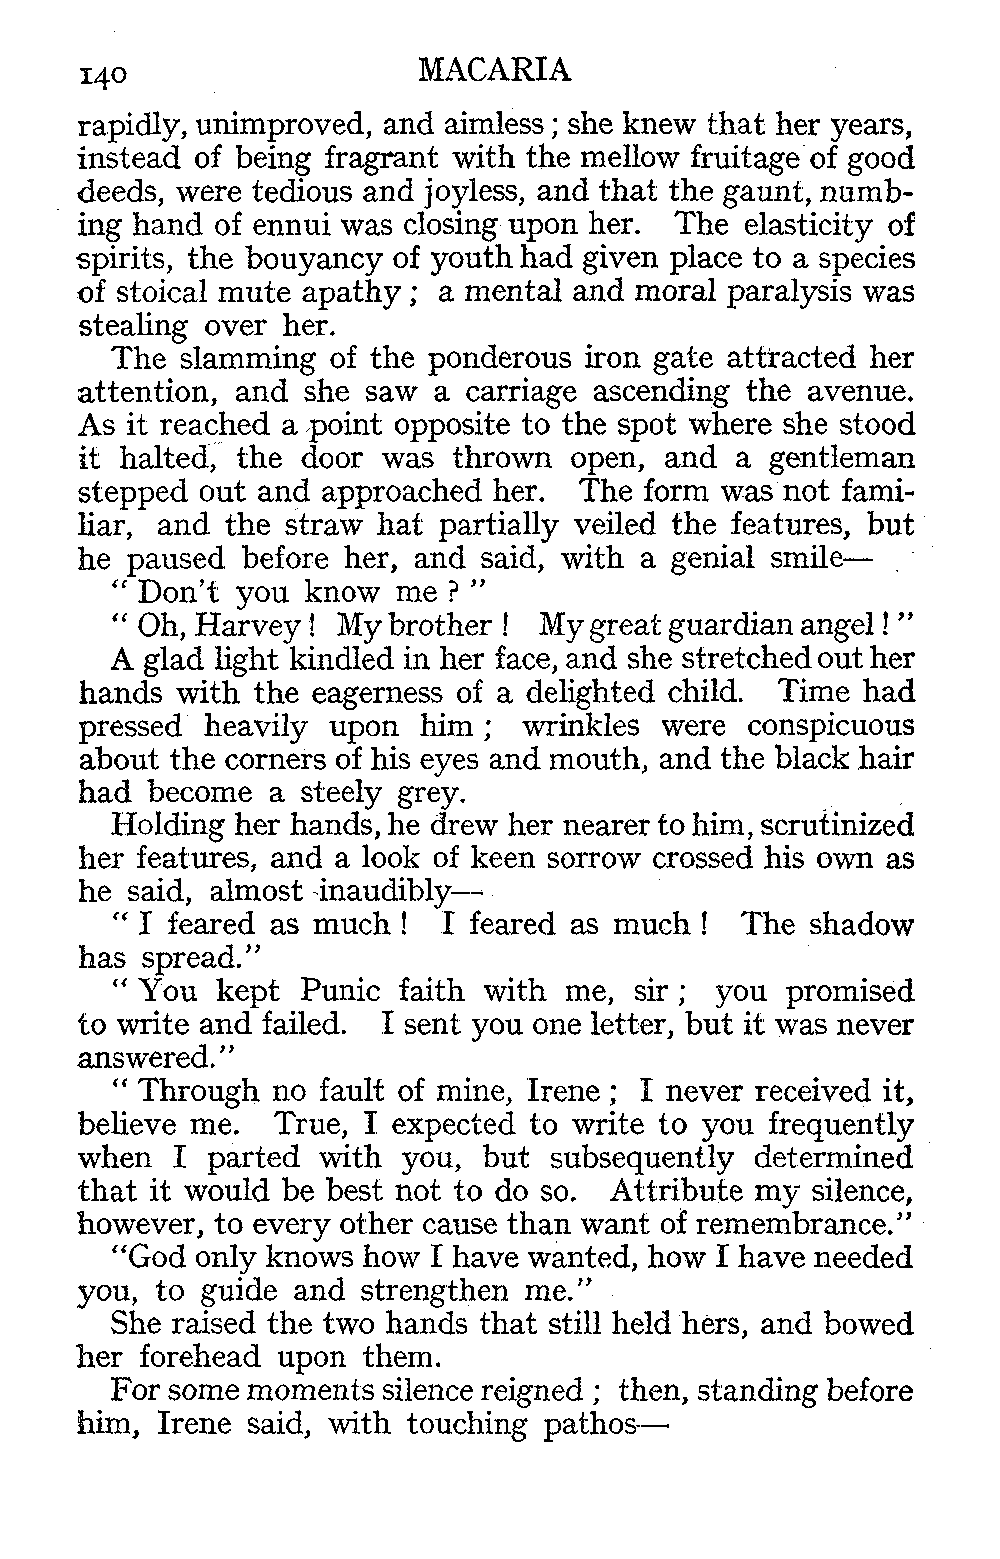 140 MACARIA
rapidly, unimproved, and aimless ; she knew that her years,
instead of being fragrant with the mellow fruitage of good
deeds, were tedious and joyless, and that the gaunt, numb-
ing hand of ennui was closing upon her. The elasticity of
spirits, the bouyancy of youth had given place to a species
of stoical mute apathy ; a mental and moral paralysis was
stealing over her.
The slamming of the ponderous iron gate attracted her
attention, and she saw a carriage ascending the avenue.
As it reached a point opposite to the spot where she stood
it halted, the door was thrown open, and a gentleman
stepped out and approached her. The form was not fami-
liar, and the straw hat partially veiled the features, but
he paused before her, and said, with a genial smile—
“ Don’t you know me ? ”
“ Oh, Harvey ! My brother ! My great guardian angel ! ”
A glad light kindled in her face, and she stretched out her
hands with the eagerness of a delighted child. Time had
pressed heavily upon him ; wrinkles were conspicuous
about the corners of his eyes and mouth, and the black hair
had become a steely grey.
Holding her hands, he drew her nearer to him, scrutinized
her features, and a look of keen sorrow crossed his own as
he said, almost inaudibly—
“ I feared as much ! I feared as much ! The shadow
has spread.”
“ You kept Punic faith with me, sir ; you promised
to write and failed. I sent you one letter, but it was never
answered.”
“ Through no fault of mine, Irene ; I never received it,
believe me. True, I expected to write to you frequently
when I parted with you, but subsequently determined
that it would be best not to do so. Attribute my silence,
however, to every other cause than want of remembrance.”
“God only knows how I have wanted, how I have needed
you, to guide and strengthen me.”
She raised the two hands that still held hers, and bowed
her forehead upon them.
For some moments silence reigned ; then, standing before
him, Irene said, with touching pathos—